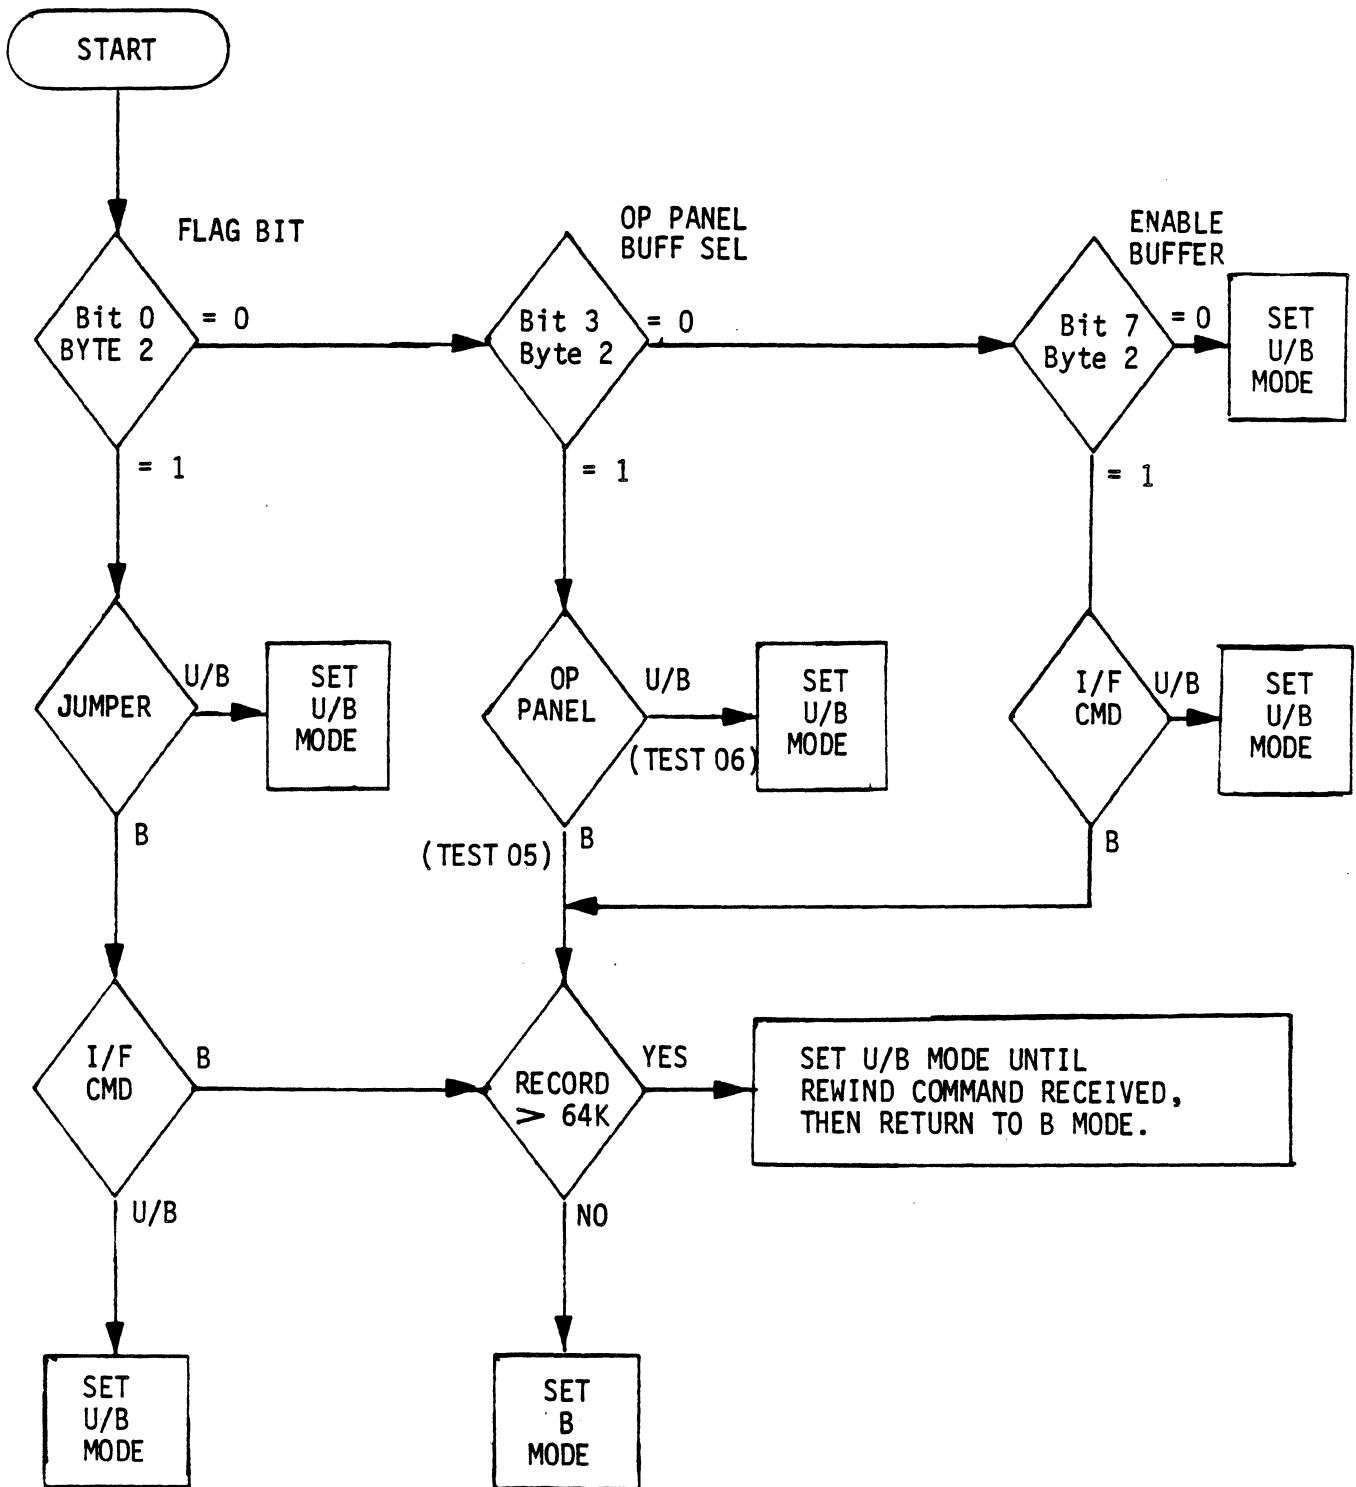 START
FLAG BIT
OP PANEL
BUFF SEL
ENABLE
BUFFER
Bit 0
BYTE 2
= 0
Bit 3
Byte 2
= 0
Bit 7
Byte 2
= 0
SET
U/B
MODE
= 1
= 1
= 1
JUMPER
U/B
SET
U/B
MODE
OP
PANEL
U/B
(TEST 06)
SET
U/B
MODE
I/F
CMD
U/B
SET
U/B
MODE
B
(TEST 05)
B
B
I/F
CMD
B
RECORD
> 64K
YES
SET U/B MODE UNTIL
REWIND COMMAND RECEIVED,
THEN RETURN TO B MODE.
U/B
NO
SET
U/B
MODE
SET
B
MODE